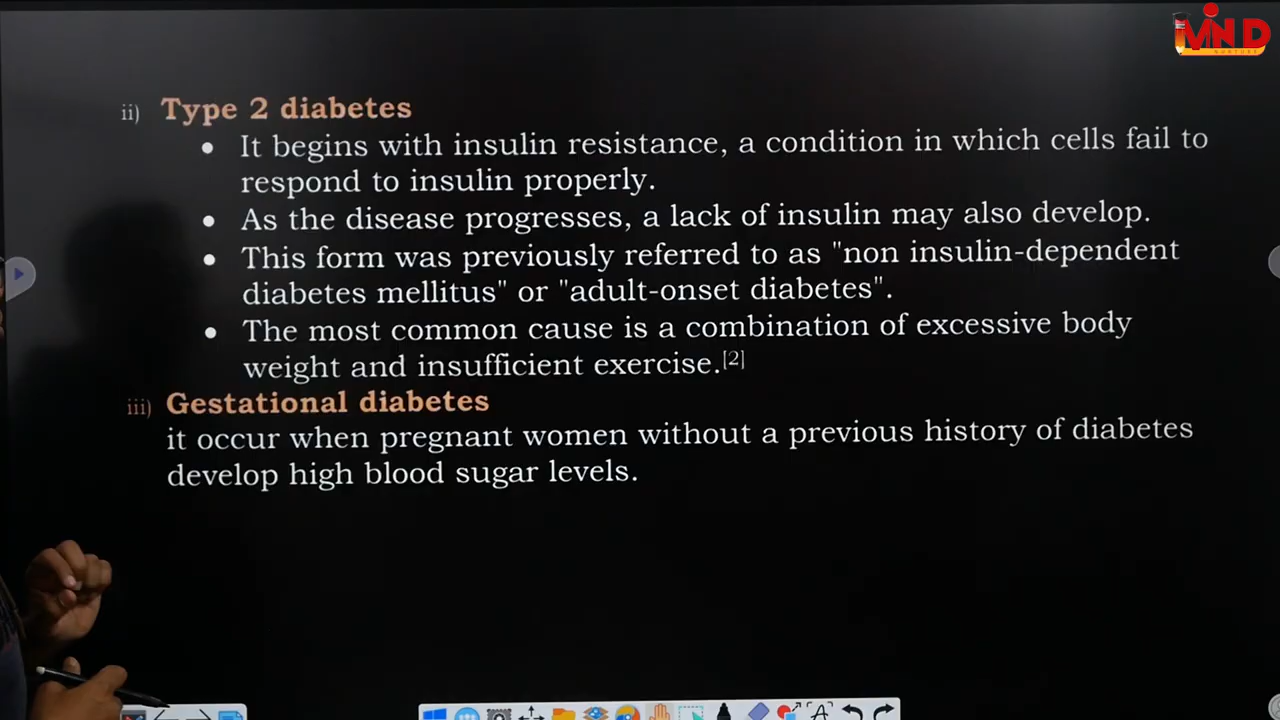 MIND
NURTURE
ii) Type 2 diabetes
• It begins with insulin resistance, a condition in which cells fail to
respond to insulin properly.
• As the disease progresses, a lack of insulin may also develop.
• This form was previously referred to as "non insulin-dependent
diabetes mellitus" or "adult-onset diabetes".
• The most common cause is a combination of excessive body
weight and insufficient exercise.[2]
iii) Gestational diabetes
it occur when pregnant women without a previous history of diabetes
develop high blood sugar levels.